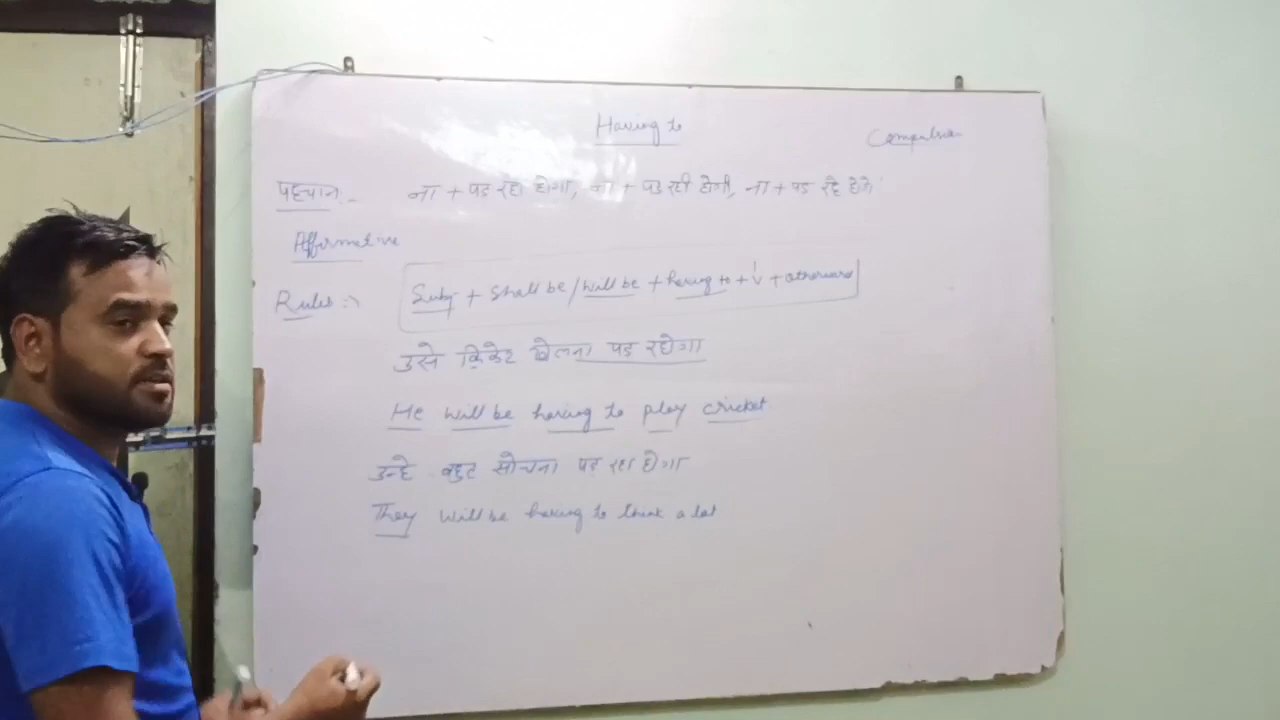 Having to
Compulsion
पहचान :- ना + पड़ रहा होगा, ना + पड़ रही होगी, ना + पड़ रहे होगे
Affirmative
Rules :- Subj + Shall be / will be + having to + V¹ + otherword
उसे क्रिकेट खेलना पड़ रहा होगा
He will be having to play cricket.
उन्हे बहुत सोचना पड़ रहा होगा
They will be having to think a lot